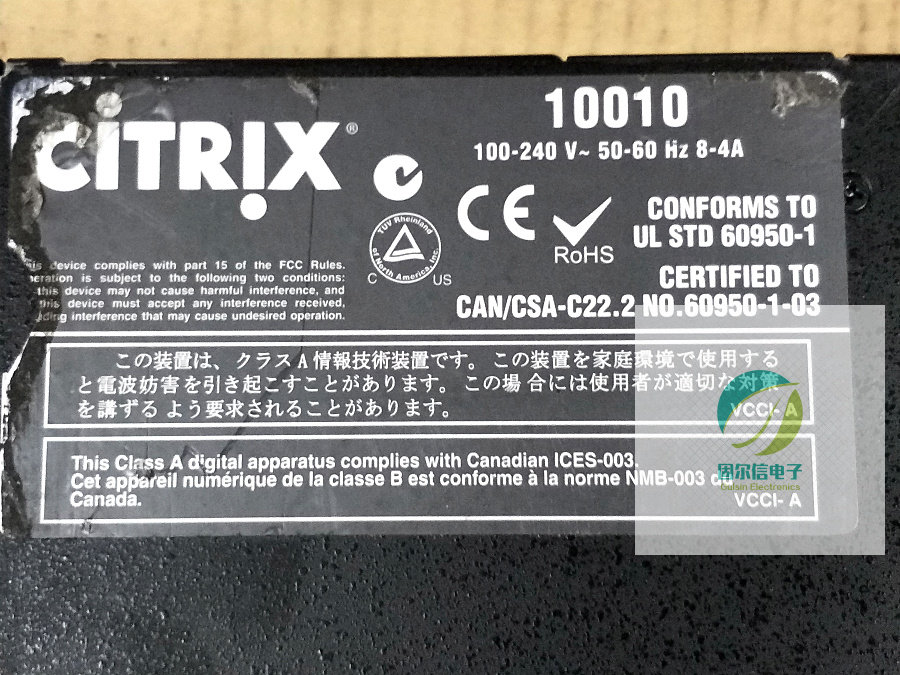 CiTRiX®
10010
100-240 V~ 50-60 Hz 8-4A
CE
RoHS
TUV Rheinland
of North America, Inc.
C US
CONFORMS TO
UL STD 60950-1
CERTIFIED TO
CAN/CSA-C22.2 NO.60950-1-03
device complies with part 15 of the FCC Rules.
is subject to the following two conditions:
this device may not cause harmful interference, and
this device must accept any interference received,
interference that may cause undesired operation.
この装置は、クラスA情報技術装置です。この装置を家庭環境で使用する
と電波妨害を引き起こすことがあります。この場合には使用者が適切な対策
を講ずるよう要求されることがあります。
VCCI- A
This Class A digital apparatus complies with Canadian ICES-003.
Cet appareil numérique de la classe B est conforme à la norme NMB-003 du
Canada.
VCCI- A
固尔信电子
Guisin Electronics